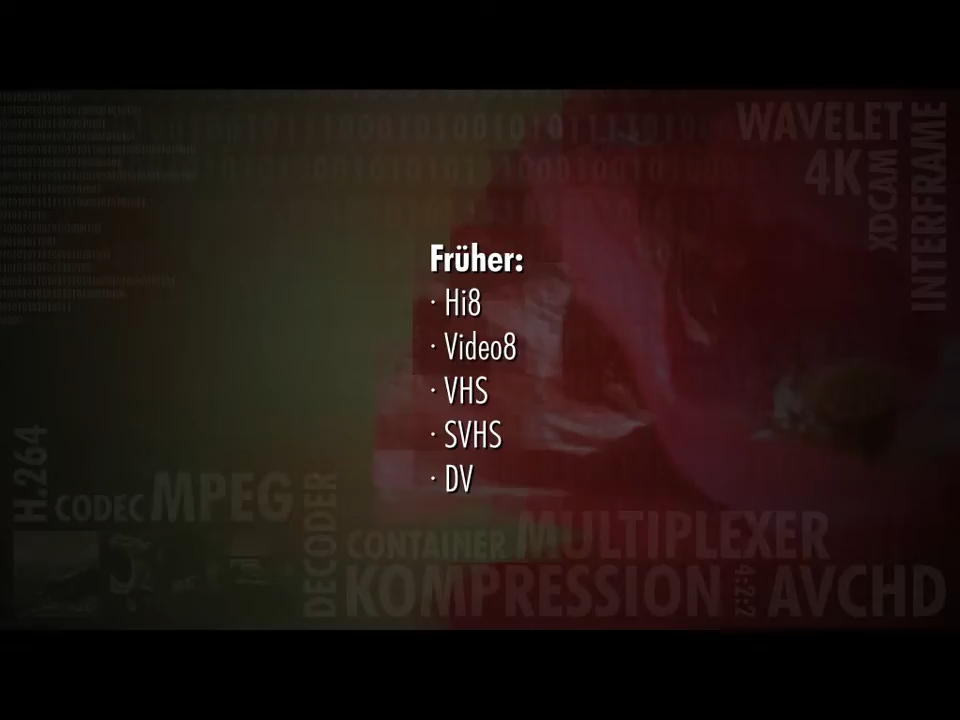 WAVELET
4K
XDCAM
INTERFRAME
Früher:
· Hi8
· Video8
· VHS
· SVHS
· DV
H.264
CODEC MPEG
DECODER
CONTAINER MULTIPLEXER
KOMPRESSION 4:2:2 AVCHD